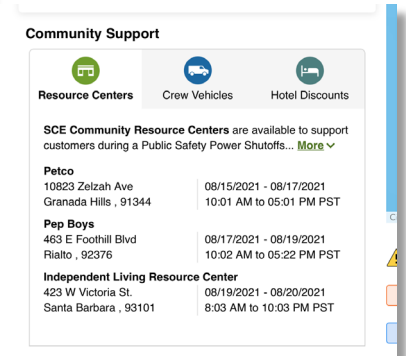 Community Support
Resource Centers
Crew Vehicles
Hotel Discounts
SCE Community Resource Centers are available to support
customers during a Public Safety Power Shutoffs... More
Petco
10823 Zelzah Ave 08/15/2021 - 08/17/2021
Granada Hills , 91344 10:01 AM to 05:01 PM PST
Pep Boys
463 E Foothill Blvd 08/17/2021 - 08/19/2021
Rialto , 92376 10:02 AM to 05:22 PM PST
Independent Living Resource Center
423 W Victoria St. 08/19/2021 - 08/20/2021
Santa Barbara , 93101 8:03 AM to 10:03 PM PST